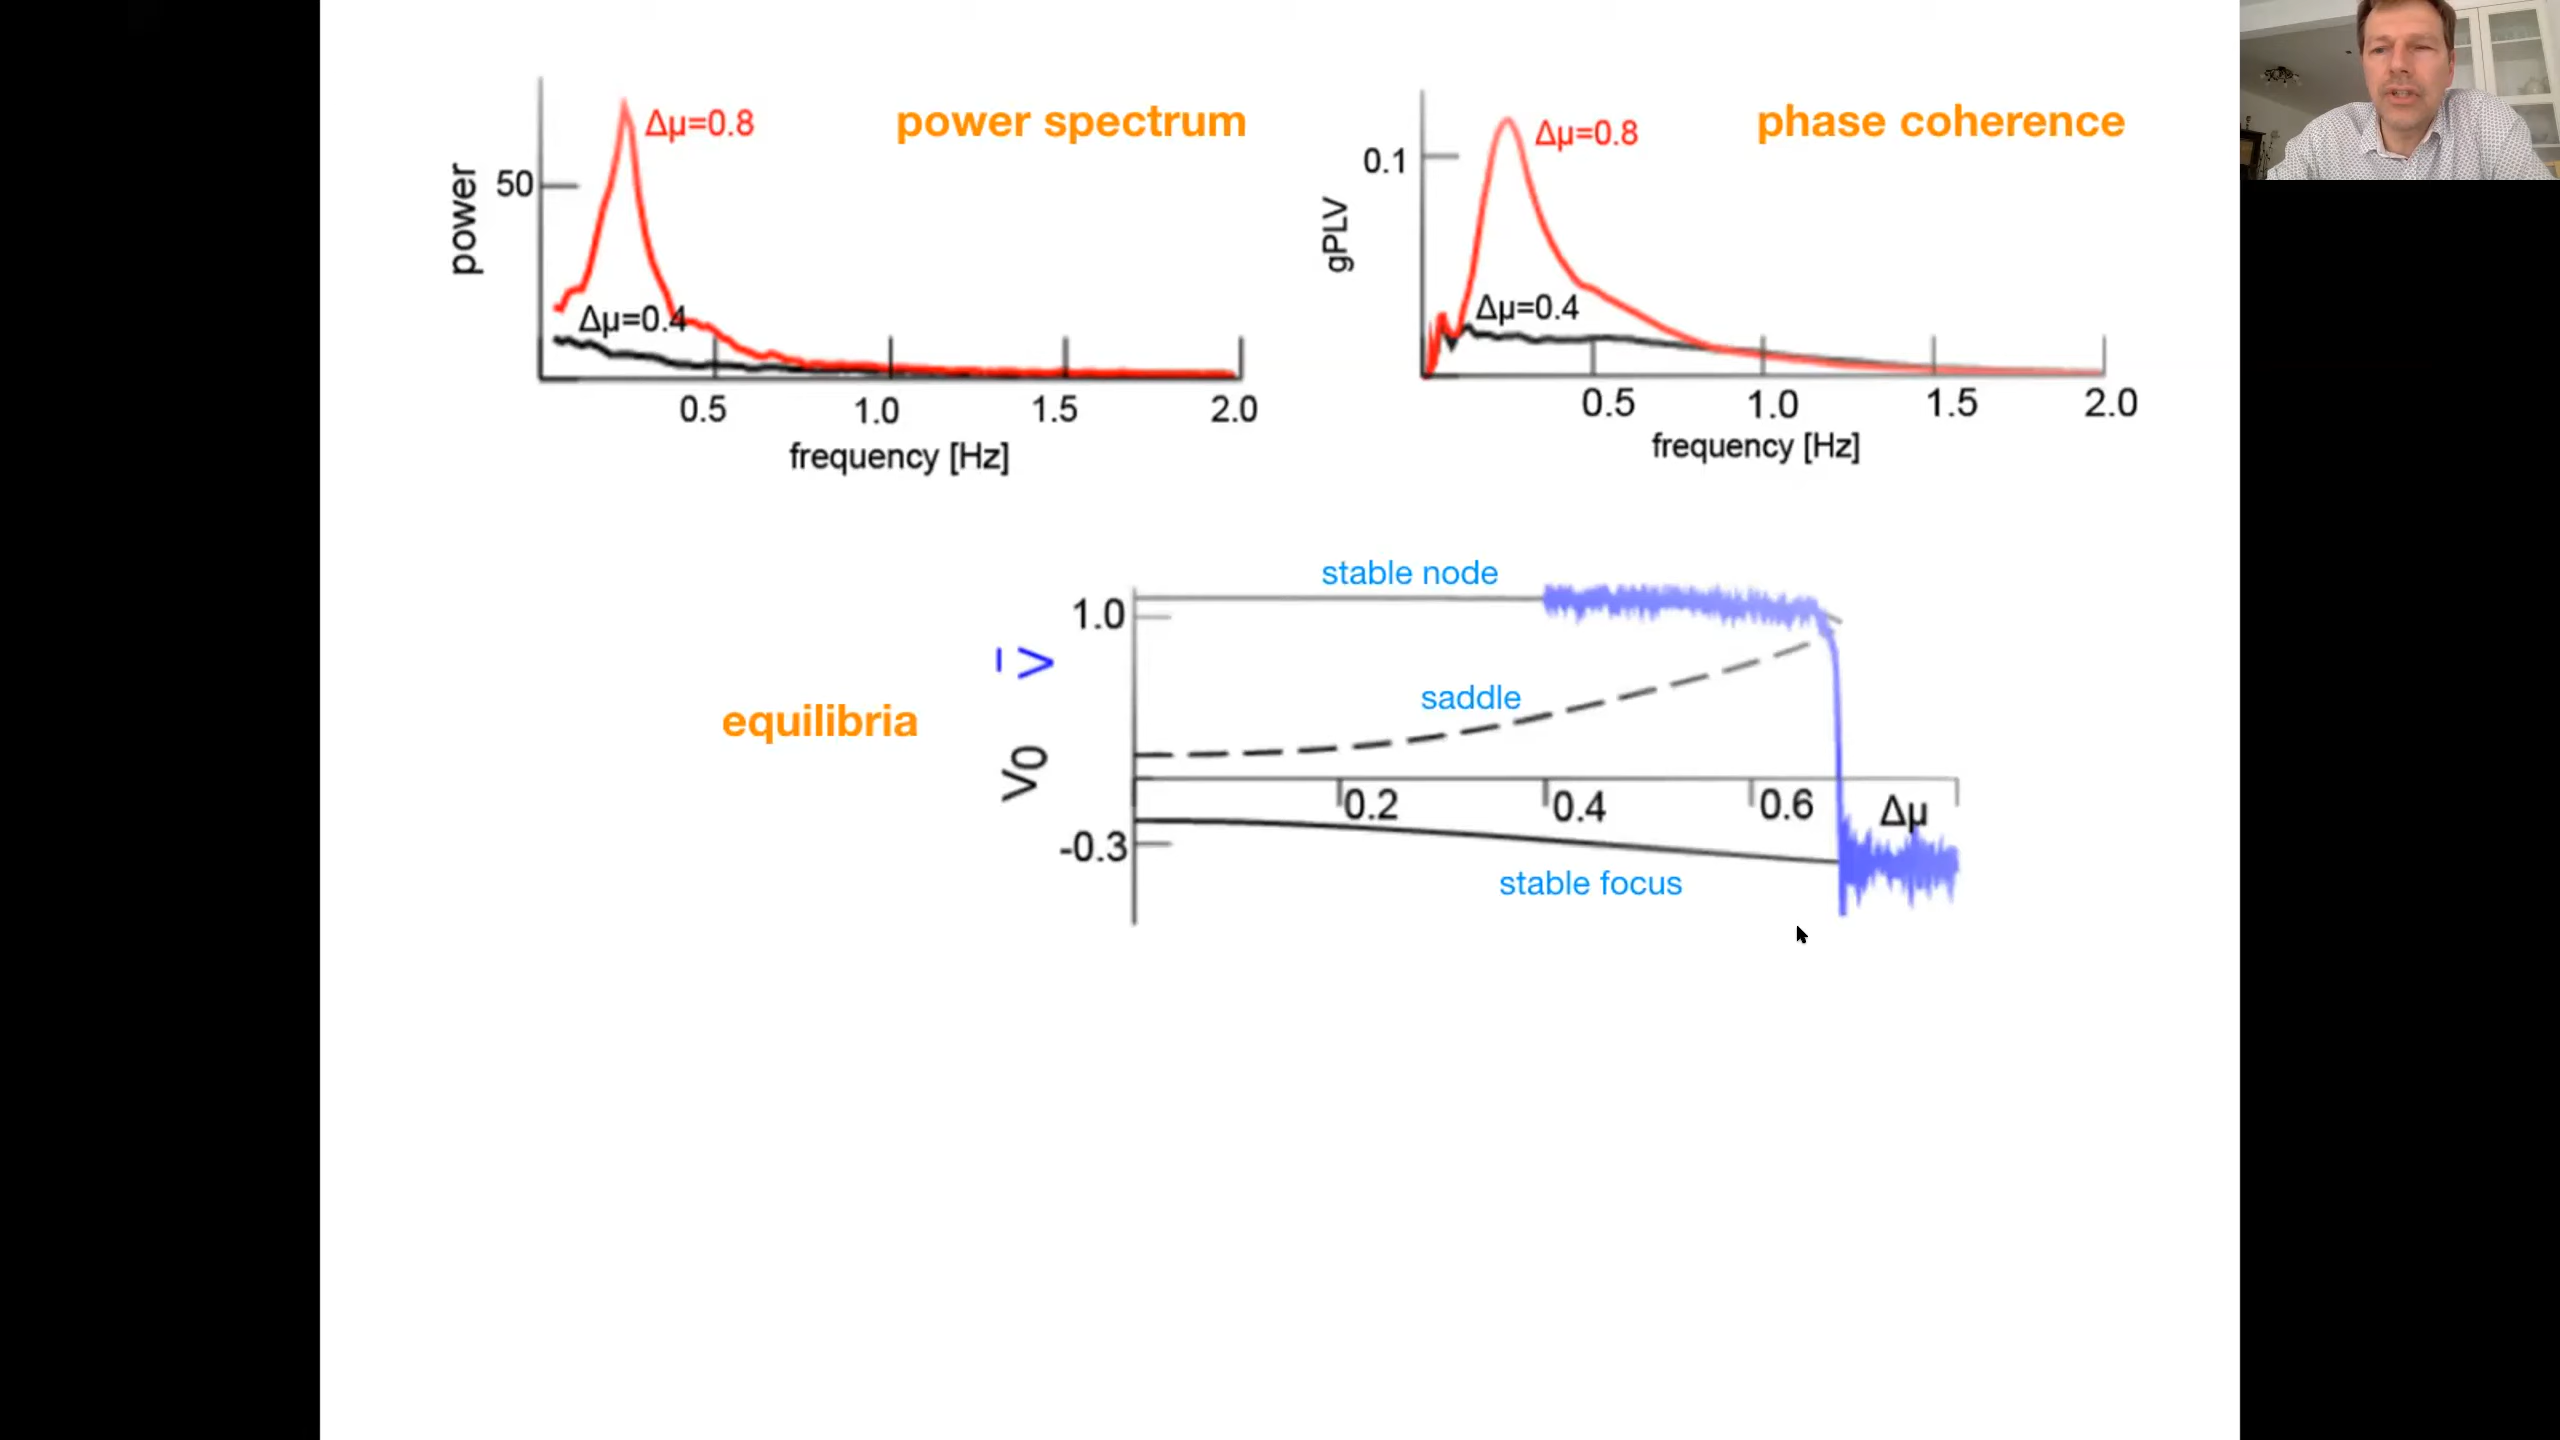 power spectrum
Δμ=0.8
50
power
Δμ=0.4
0.5 1.0 1.5 2.0
frequency [Hz]
phase coherence
Δμ=0.8
0.1
gPLV
Δμ=0.4
0.5 1.0 1.5 2.0
frequency [Hz]
equilibria
stable node
1.0
V̄
saddle
V0
0.2 0.4 0.6 Δμ
-0.3
stable focus